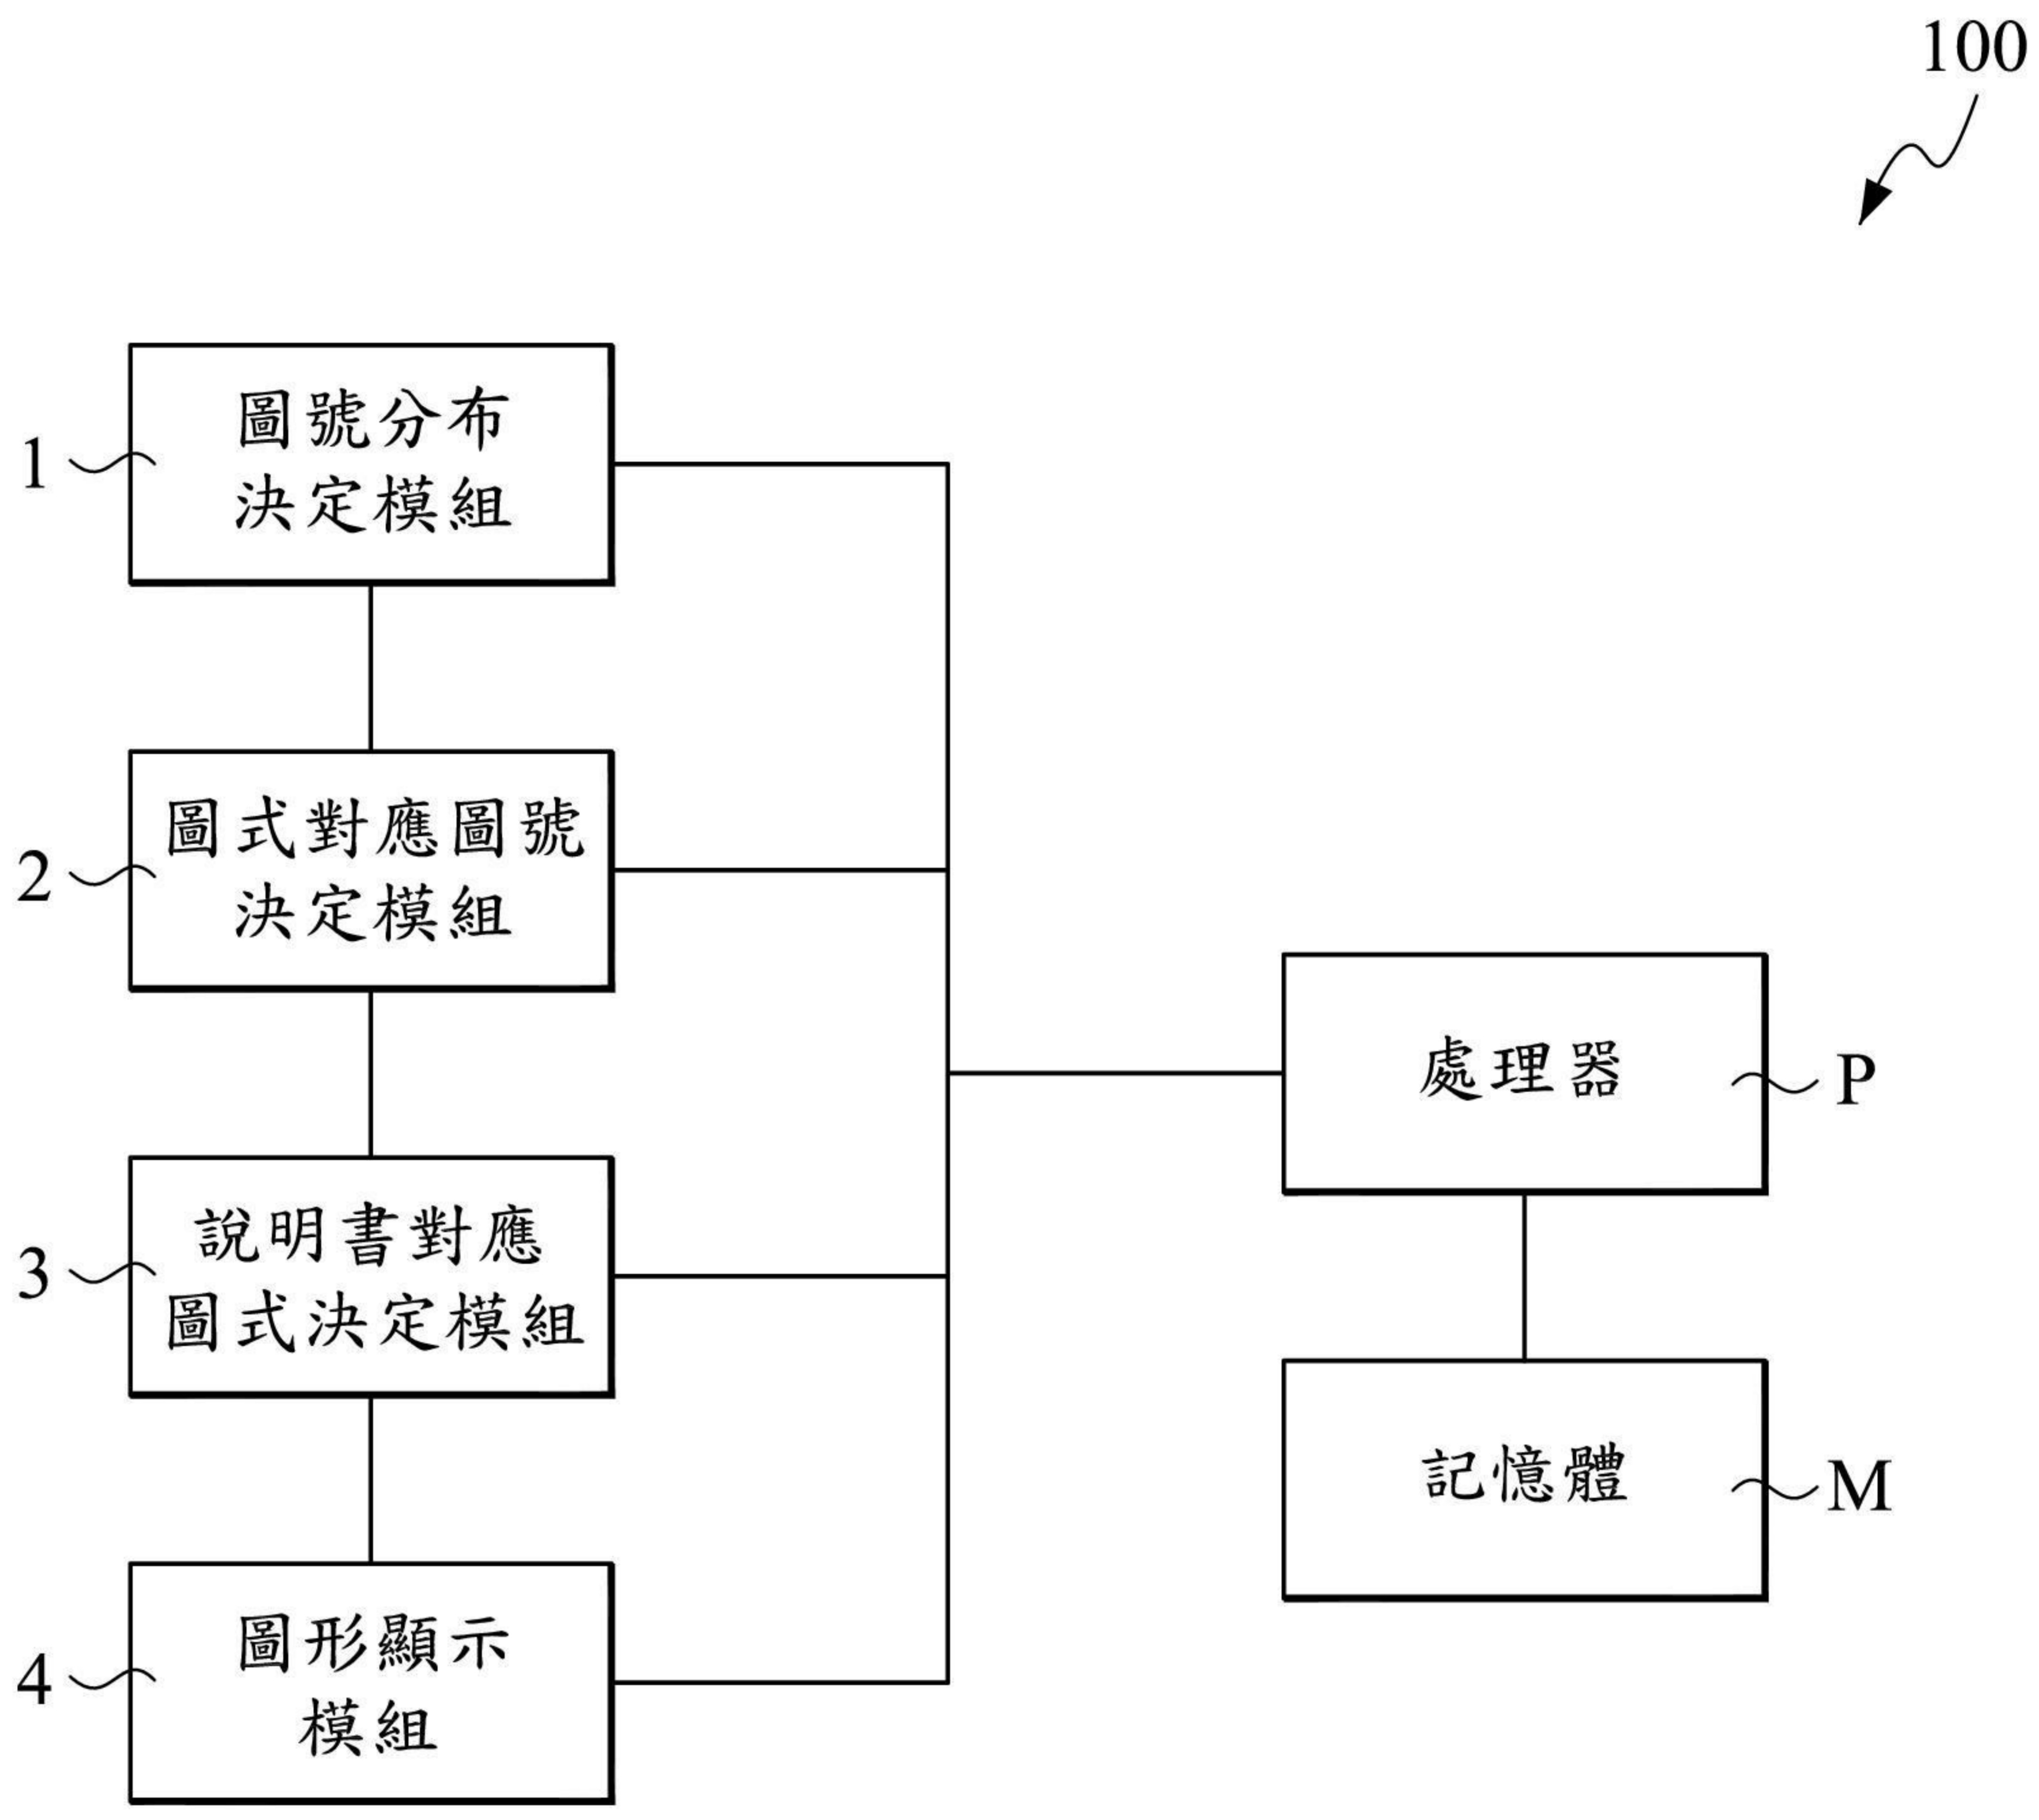 100
1
圖號分布
決定模組
2
圖式對應圖號
決定模組
處理器
P
3
說明書對應
圖式決定模組
記憶體
M
4
圖形顯示
模組